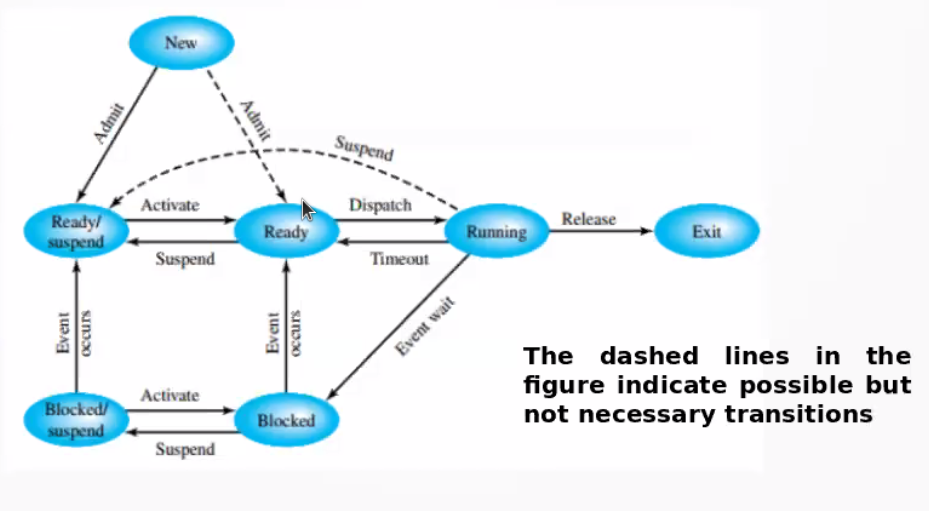 New
Admit
Admit
Suspend
Ready/
suspend
Activate
Suspend
Ready
Dispatch
Timeout
Running
Release
Exit
Event
occurs
Event
occurs
Event wait
Blocked/
suspend
Activate
Suspend
Blocked
The dashed lines in the
figure indicate possible but
not necessary transitions